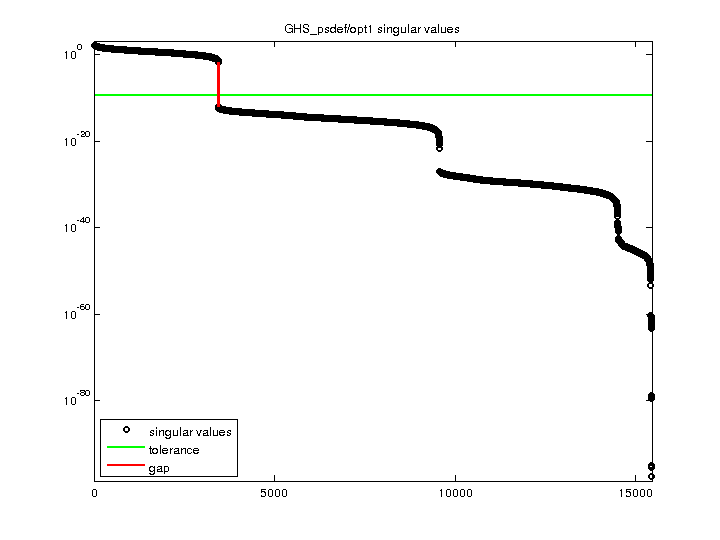 GHS_psdef/opt1 singular values
10^0
10^-20
10^-40
10^-60
10^-80
singular values
tolerance
gap
0 5000 10000 15000